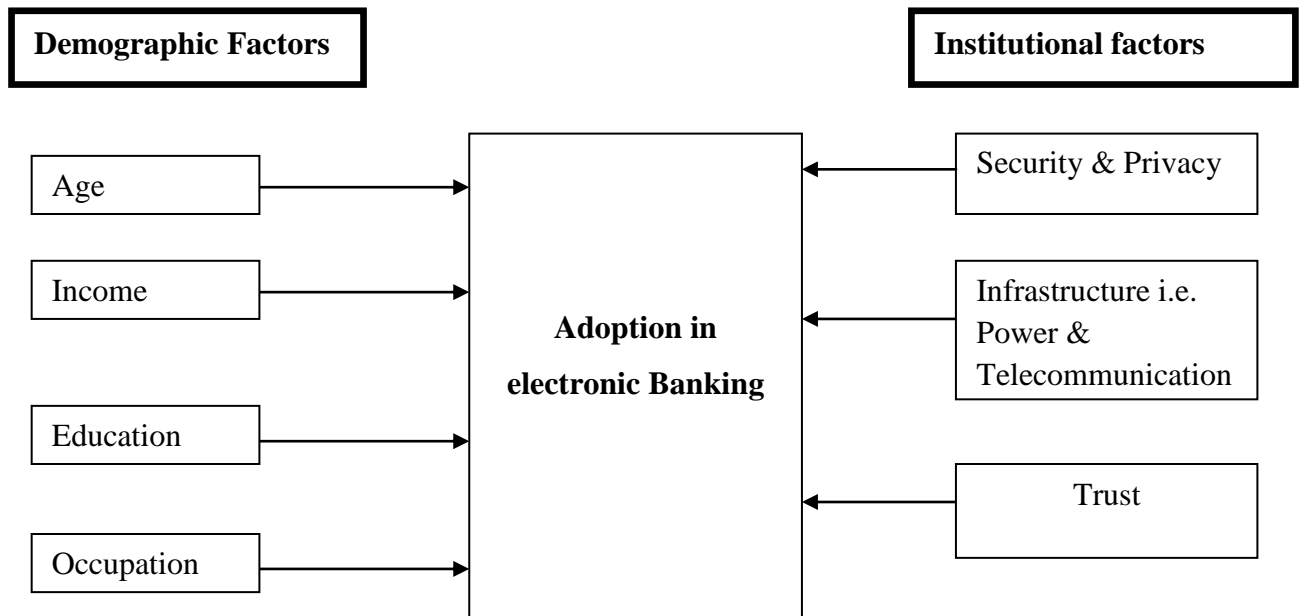 Demographic Factors
Institutional factors
Age
Income
Education
Occupation
Adoption in
electronic Banking
Security & Privacy
Infrastructure i.e.
Power &
Telecommunication
Trust